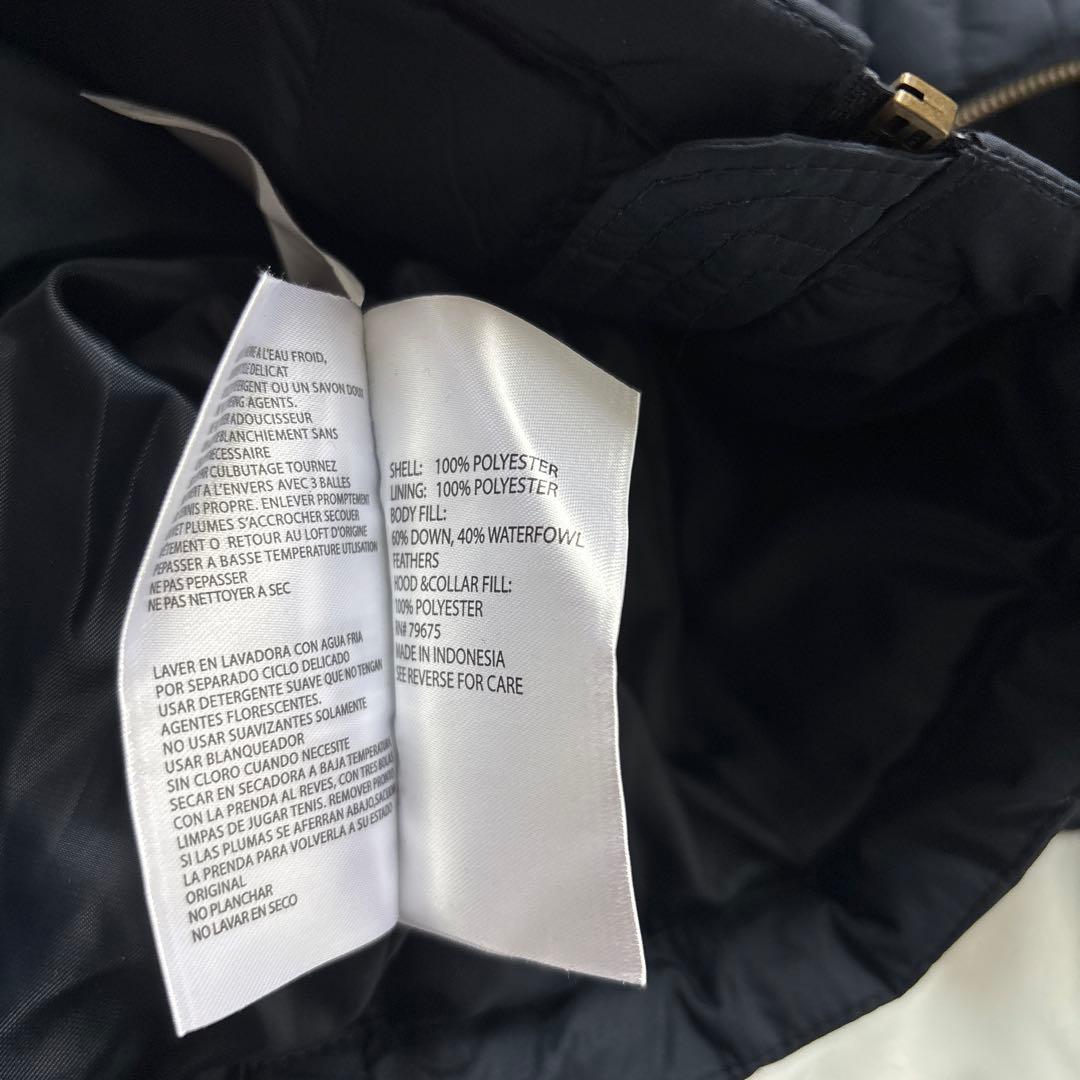 A L'EAU FROID,
DELICAT
OU UN SAVON DOUX
AGENTS.
ADOUCISSEUR
BLANCHIEMENT SANS
NECESSAIRE
CULBUTAGE TOURNEZ
A L'ENVERS AVEC 3 BALLES
PROPRE. ENLEVER PROMPTEMENT
PLUMES S'ACCROCHER SECOUER
O RETOUR AU LOFT D'ORIGINE
PEPASSER A BASSE TEMPERATURE UTLISATION
NE PAS PEPASSER
NE PAS NETTOYER A SEC
LAVER EN LAVADORA CON AGUA FRIA
POR SEPARADO CICLO DELICADO
USAR DETERGENTE SUAVE QUE NO TENGAN
AGENTES FLORESCENTES.
NO USAR SUAVIZANTES SOLAMENTE
USAR BLANQUEADOR
SIN CLORO CUANDO NECESITE
SECAR EN SECADORA A BAJA TEMPERATURA
CON LA PRENDA AL REVES, CON TRES BOLAS
LIMPAS DE JUGAR TENIS. REMOVER PRONTO
SI LAS PLUMAS SE AFERRAN ABAJO,
LA PRENDA PARA VOLVERLA A SU ESTADO
ORIGINAL
NO PLANCHAR
NO LAVAR EN SECO
SHELL: 100% POLYESTER
LINING: 100% POLYESTER
BODY FILL:
60% DOWN, 40% WATERFOWL
FEATHERS
HOOD &COLLAR FILL:
100% POLYESTER
RN# 79675
MADE IN INDONESIA
SEE REVERSE FOR CARE